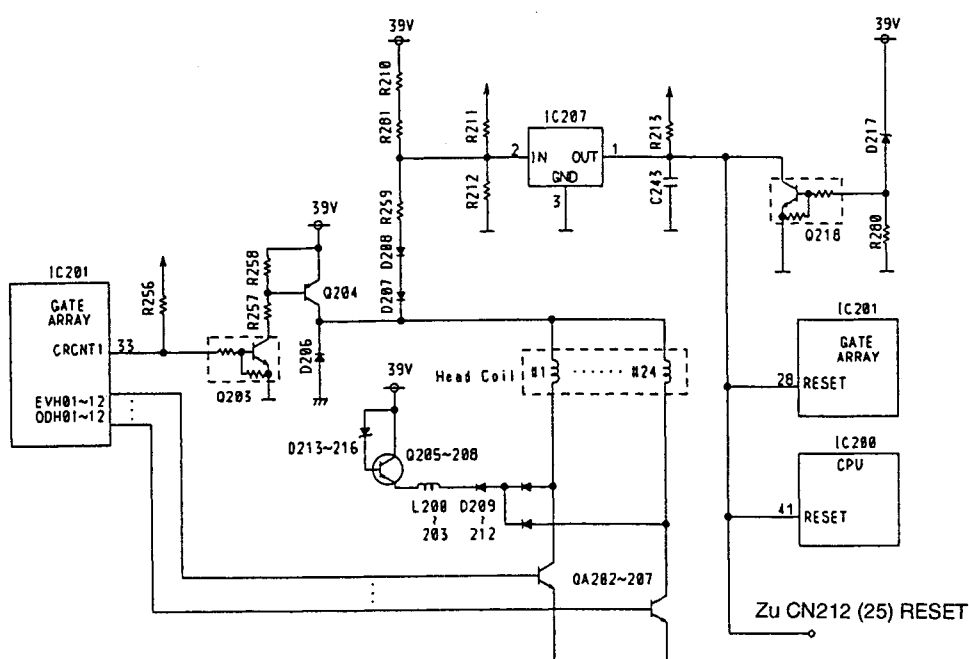 39V
R210
R281
R211
R212
IC207
2
IN
OUT
1
GND
3
R213
C243
39V
D217
Q218
R280
R259
D208
D207
39V
R258
R257
Q204
R256
IC201
GATE
ARRAY
CRCNT1
33
Q203
D206
EVH01~12
ODH01~12
Head Coil
#1
#24
39V
D213~216
Q205~208
L200
~
203
D209
~
212
QA202~207
IC201
GATE
ARRAY
28
RESET
IC200
CPU
41
RESET
Zu CN212 (25) RESET